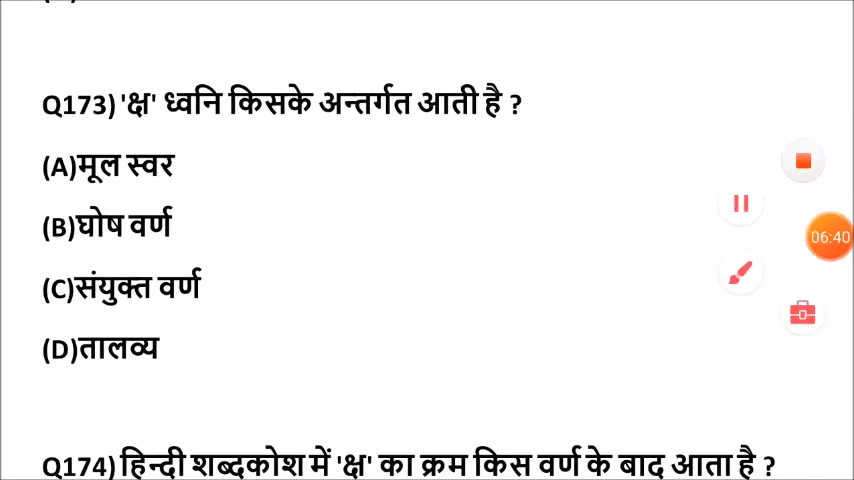 Q173) 'क्ष' ध्वनि किसके अन्तर्गत आती है ?
(A)मूल स्वर
(B)घोष वर्ण
(C)संयुक्त वर्ण
(D)तालव्य
Q174) हिन्दी शब्दकोश में 'क्ष' का क्रम किस वर्ण के बाद आता है ?
06:40